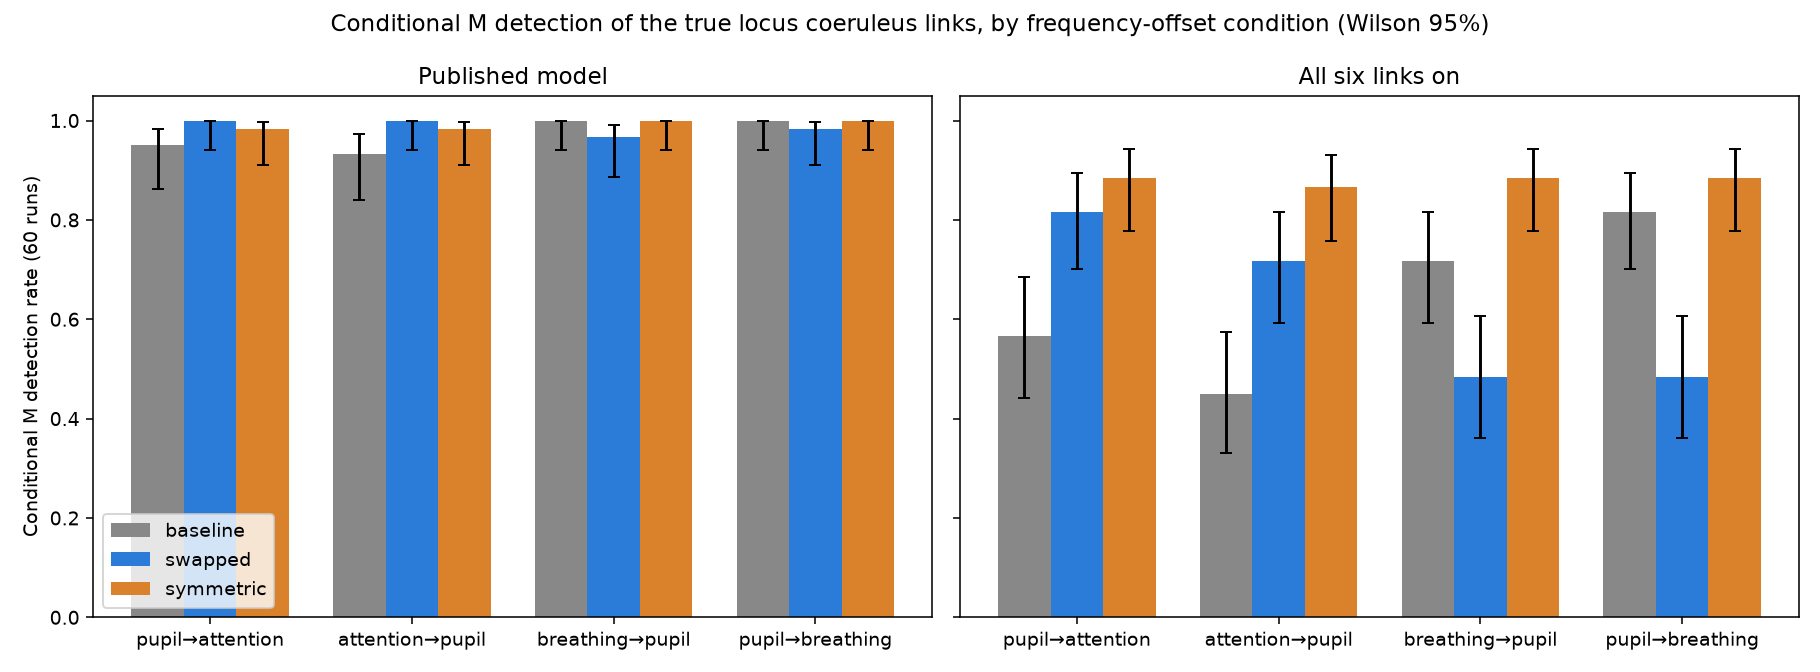 Conditional M detection of the true locus coeruleus links, by frequency-offset condition (Wilson 95%)
Published model
All six links on
Conditional M detection rate (60 runs)
1.0
0.8
0.6
0.4
0.2
0.0
baseline
swapped
symmetric
pupil→attention
attention→pupil
breathing→pupil
pupil→breathing
pupil→attention
attention→pupil
breathing→pupil
pupil→breathing